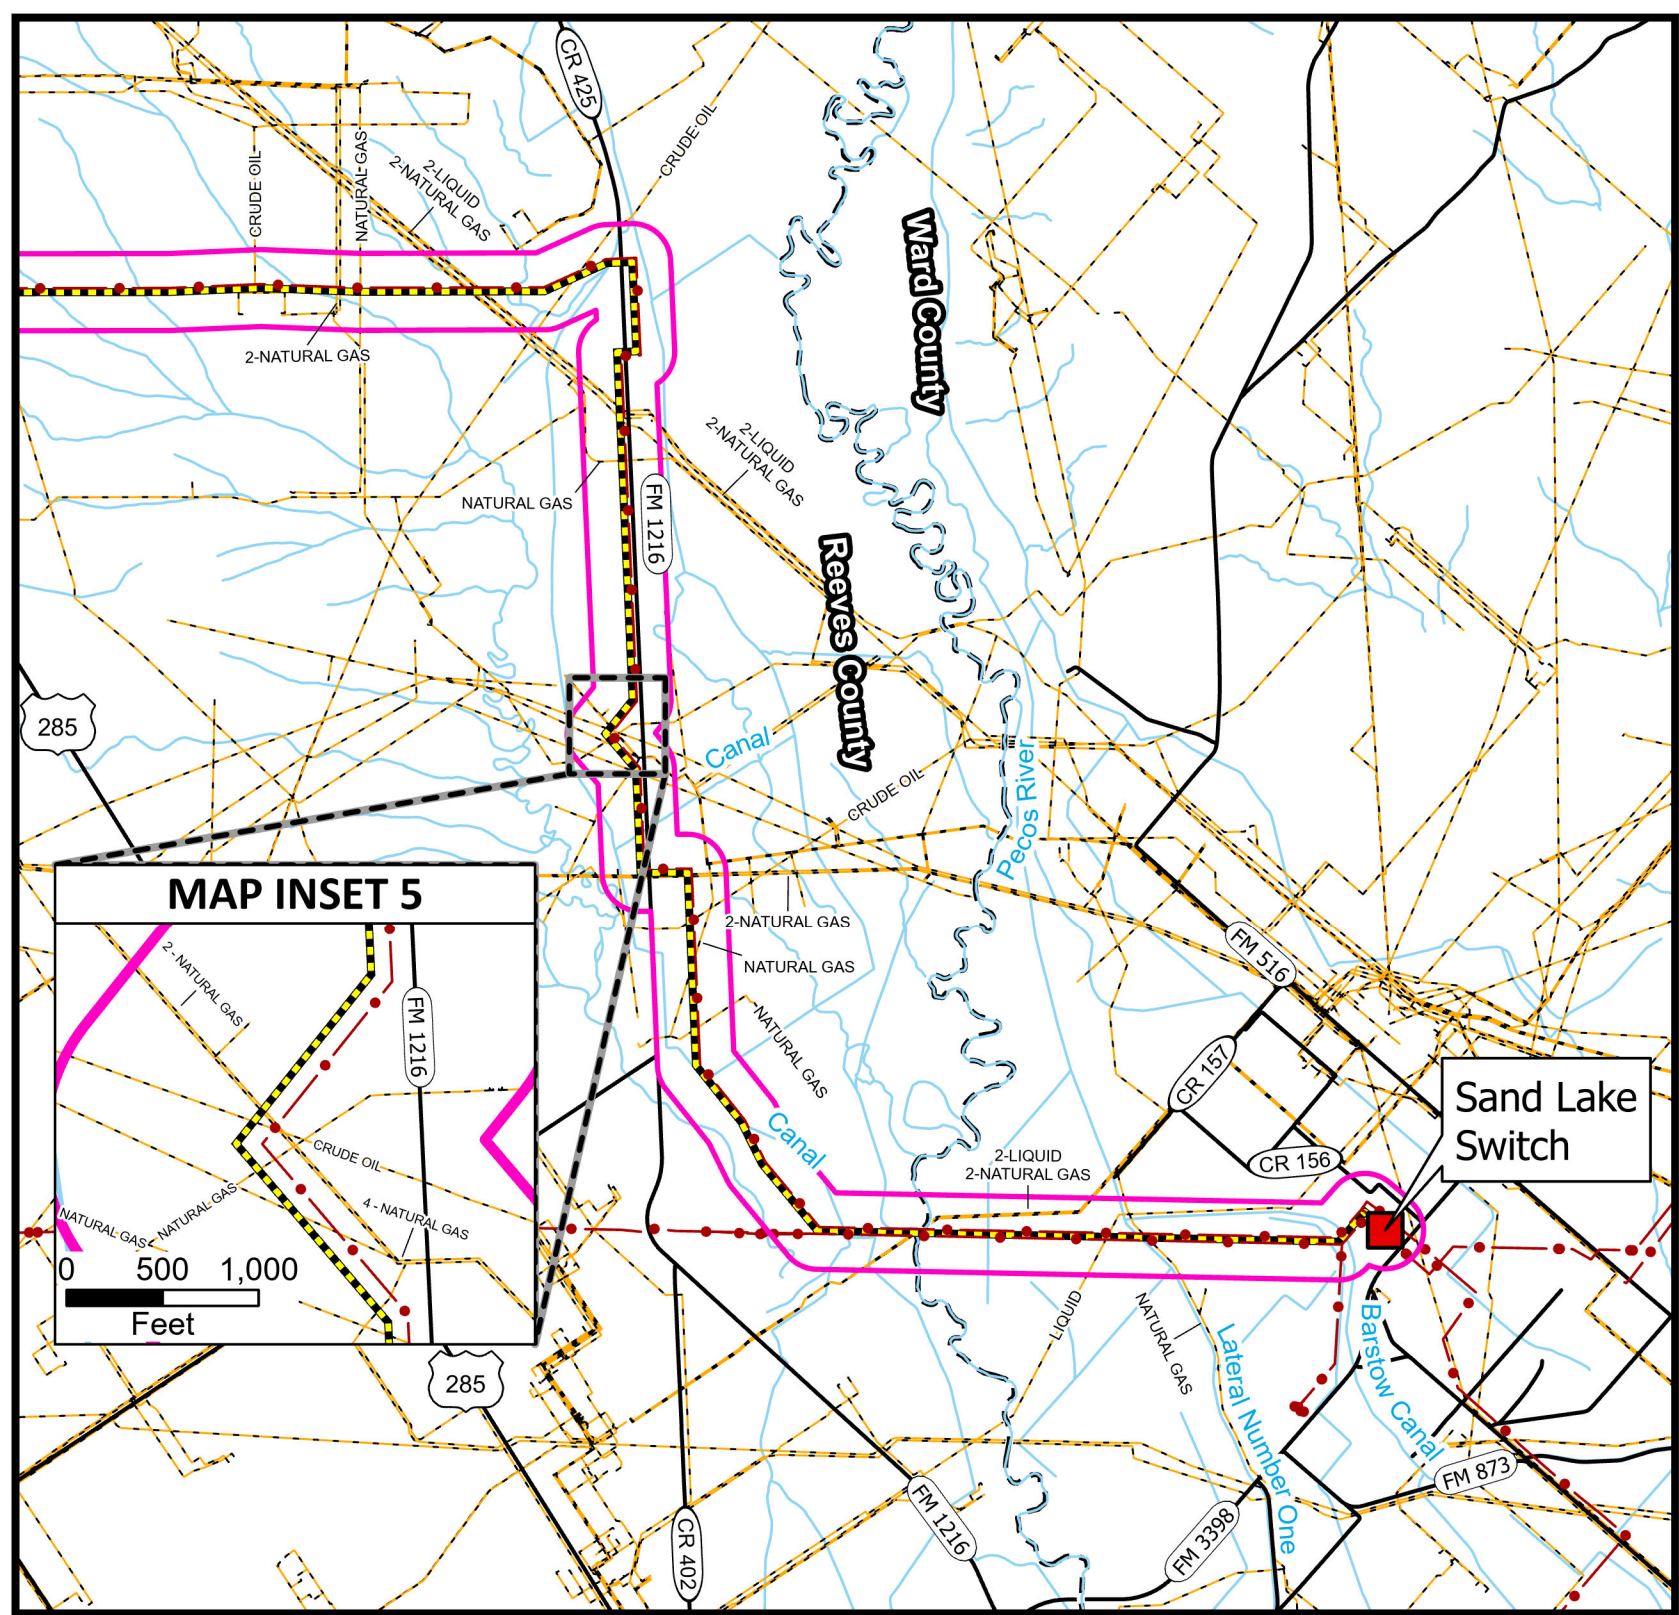 CR 425
CRUDE OIL
CRUDE OIL
NATURAL GAS
2-LIQUID
2-NATURAL GAS
Ward County
2-NATURAL GAS
2-LIQUID
2-NATURAL GAS
NATURAL GAS
FM 1216
Reeves County
285
Canal
CRUDE OIL
Pecos River
MAP INSET 5
2 - NATURAL GAS
FM 1216
CRUDE OIL
NATURAL GAS
NATURAL GAS
4 - NATURAL GAS
0 500 1,000
Feet
2-NATURAL GAS
NATURAL GAS
NATURAL GAS
FM 516
CR 157
Sand Lake
Switch
Canal
2-LIQUID
2-NATURAL GAS
CR 156
LIQUID
NATURAL GAS
Lateral Number One
Barstow Canal
285
FM 873
CR 402
FM 1216
FM 3398